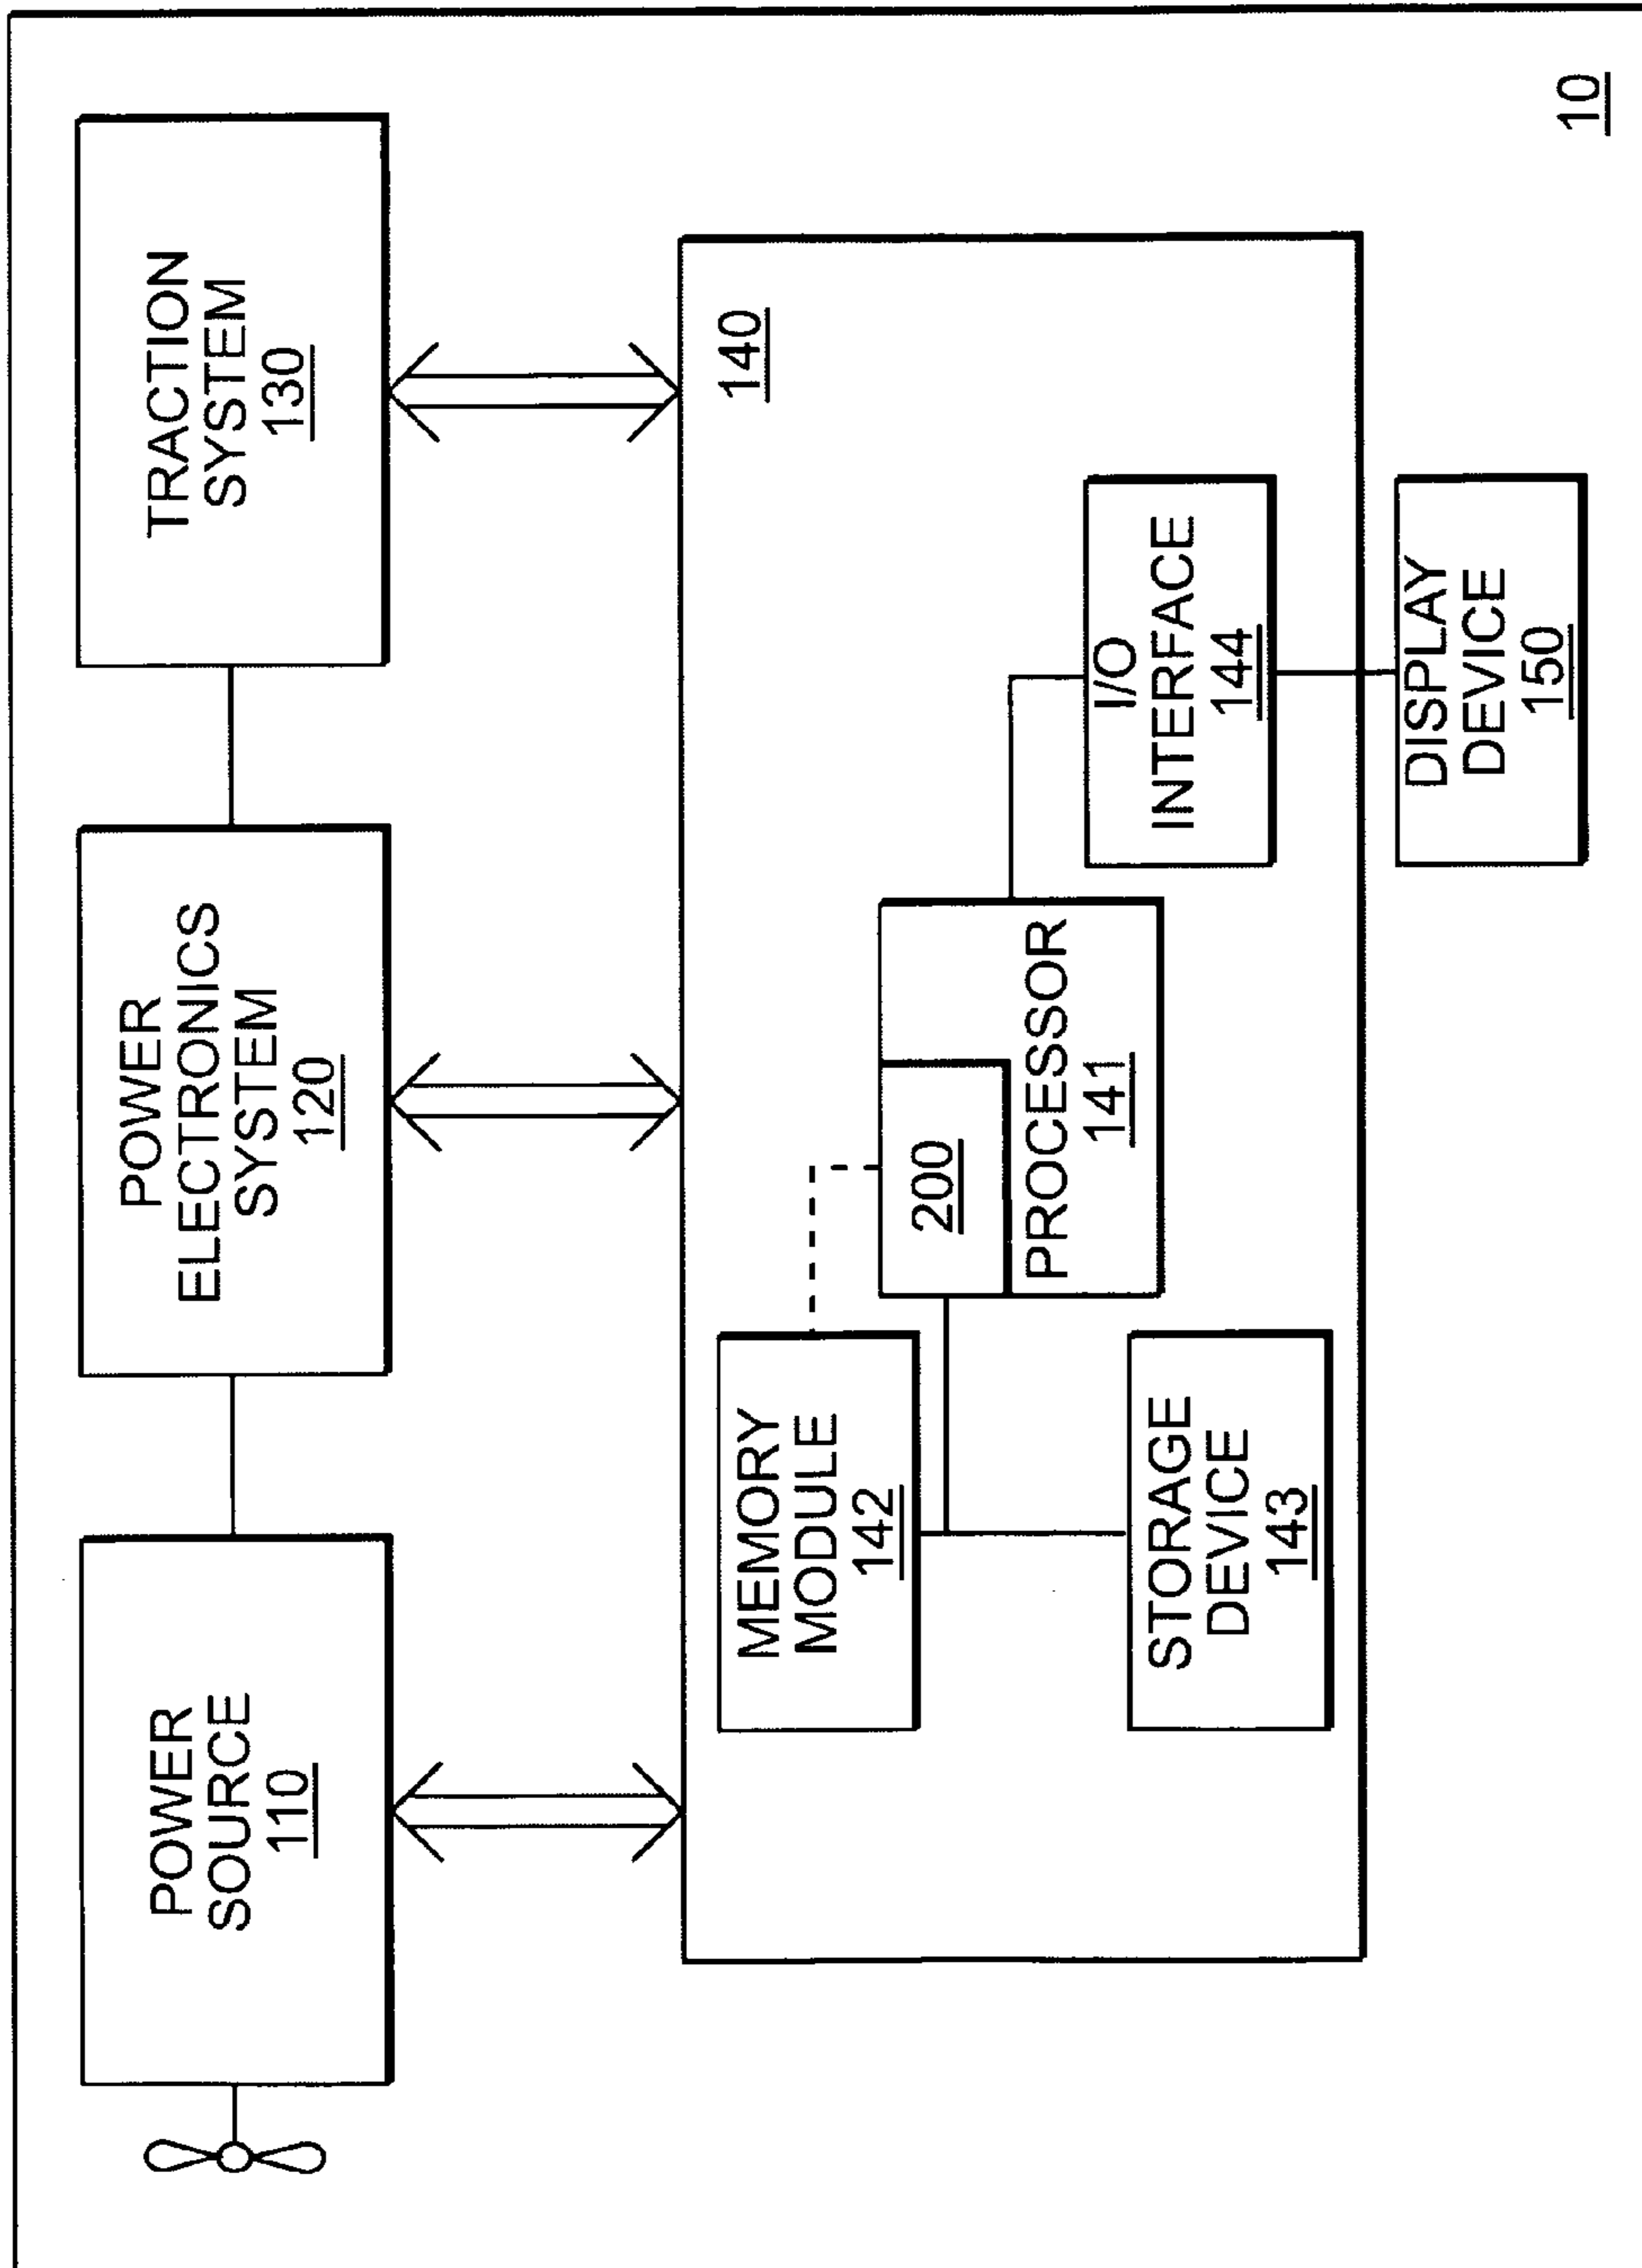 POWER
SOURCE
110
POWER
ELECTRONICS
SYSTEM
120
TRACTION
SYSTEM
130
140
MEMORY
MODULE
142
200
PROCESSOR
141
STORAGE
DEVICE
143
I/O
INTERFACE
144
DISPLAY
DEVICE
150
10